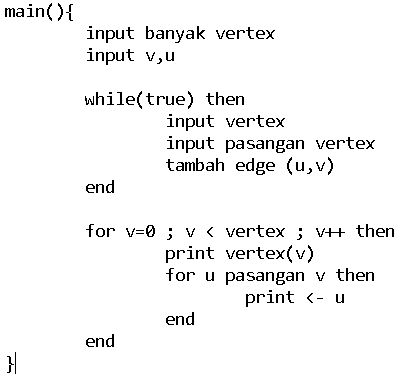 main(){
input banyak vertex
input v,u
while(true) then
input vertex
input pasangan vertex
tambah edge (u,v)
end
for v=0 ; v < vertex ; v++ then
print vertex(v)
for u pasangan v then
print <- u
end
end
}